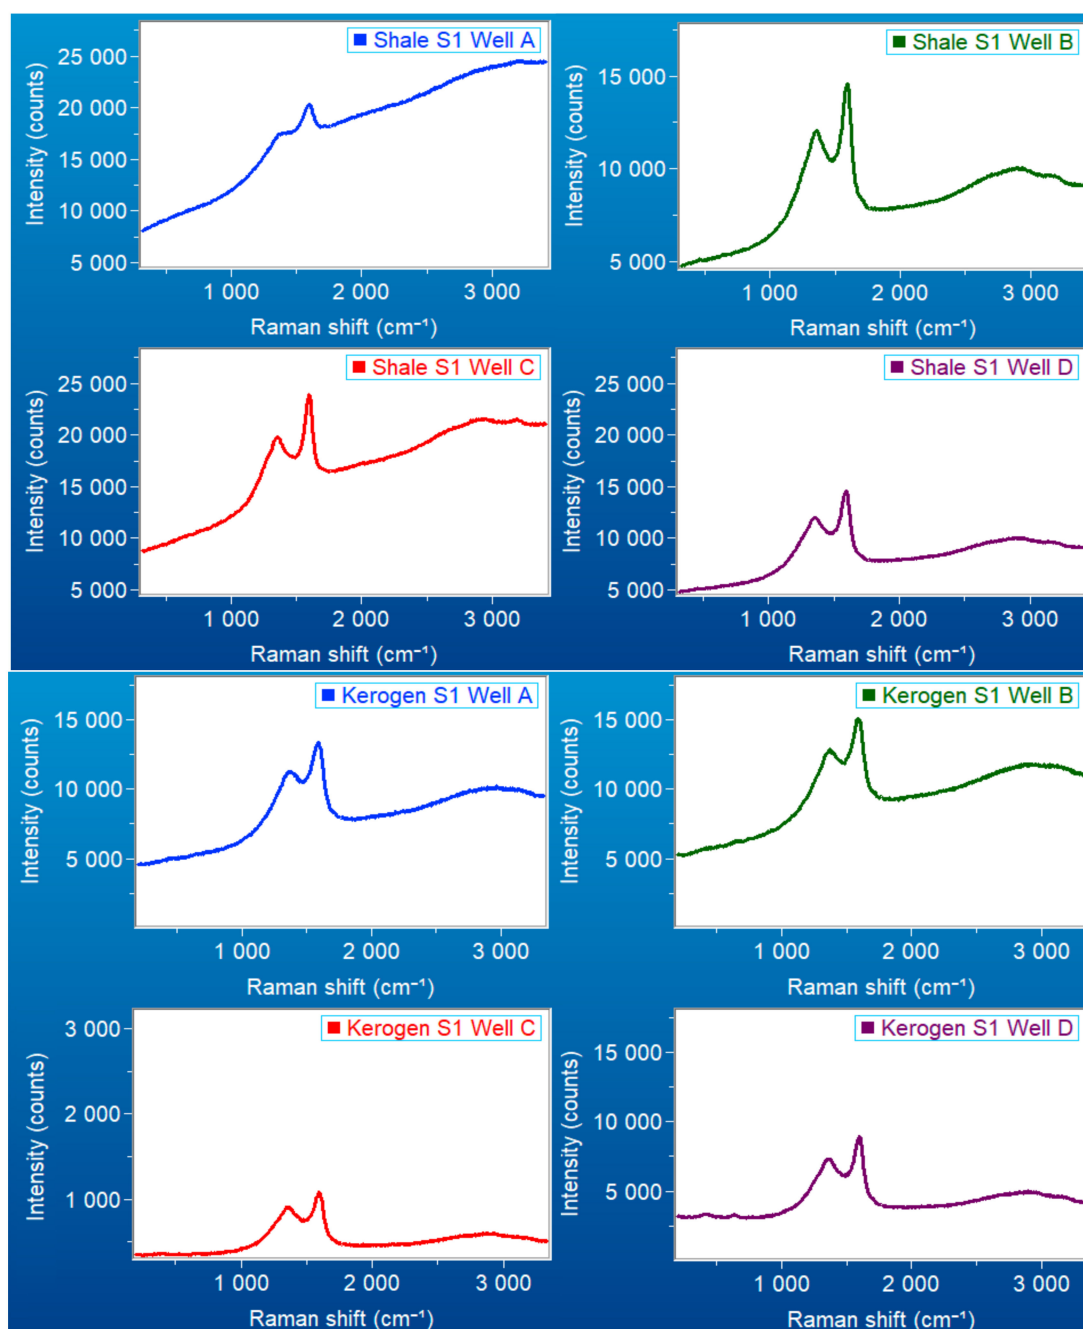 Shale S1 Well A
Intensity (counts)
25 000
20 000
15 000
10 000
5 000
1 000
2 000
3 000
Raman shift (cm⁻¹)
Shale S1 Well B
Intensity (counts)
15 000
10 000
5 000
1 000
2 000
3 000
Raman shift (cm⁻¹)
Shale S1 Well C
Intensity (counts)
25 000
20 000
15 000
10 000
5 000
1 000
2 000
3 000
Raman shift (cm⁻¹)
Shale S1 Well D
Intensity (counts)
25 000
20 000
15 000
10 000
5 000
1 000
2 000
3 000
Raman shift (cm⁻¹)
Kerogen S1 Well A
Intensity (counts)
15 000
10 000
5 000
1 000
2 000
3 000
Raman shift (cm⁻¹)
Kerogen S1 Well B
Intensity (counts)
15 000
10 000
5 000
1 000
2 000
3 000
Raman shift (cm⁻¹)
Kerogen S1 Well C
Intensity (counts)
3 000
2 000
1 000
1 000
2 000
3 000
Raman shift (cm⁻¹)
Kerogen S1 Well D
Intensity (counts)
15 000
10 000
5 000
1 000
2 000
3 000
Raman shift (cm⁻¹)